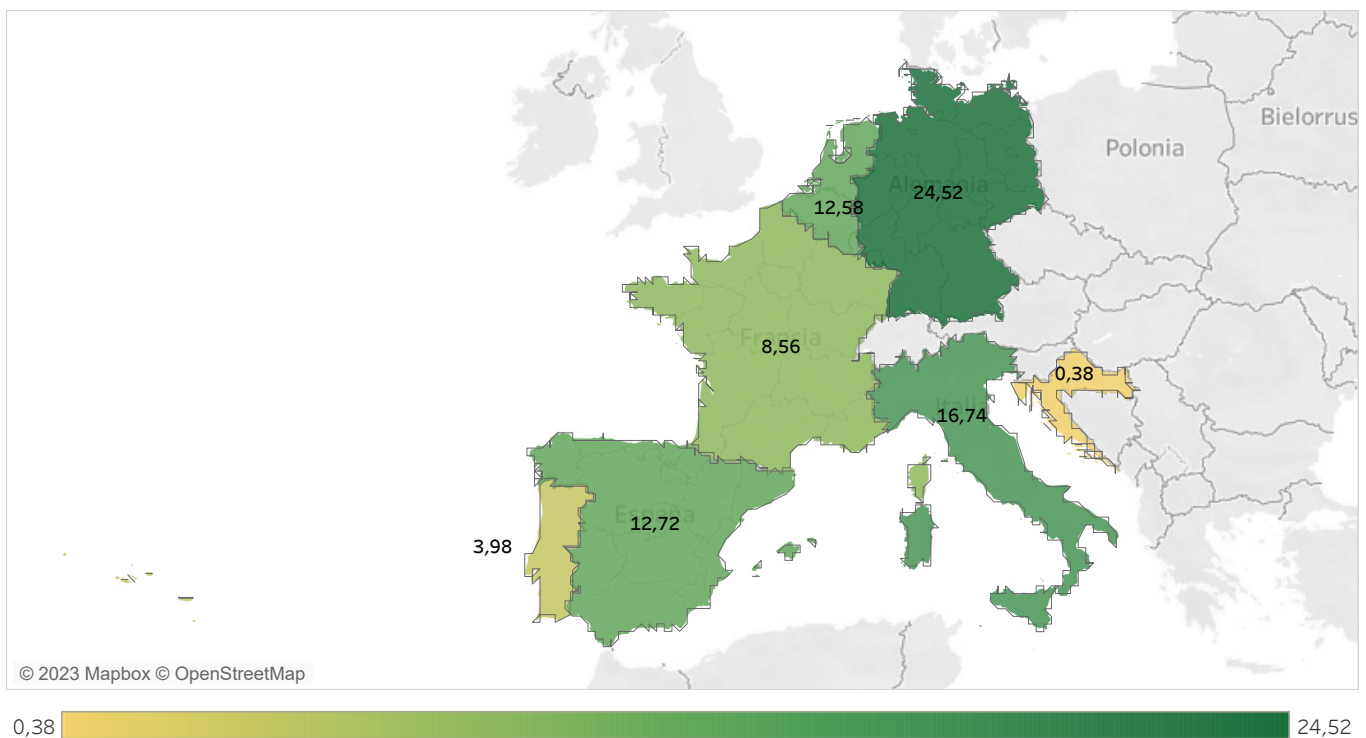 Bielorrus
Polonia
Alemania
24,52
12,58
Francia
8,56
0,38
Italia
16,74
España
12,72
3,98
© 2023 Mapbox © OpenStreetMap
0,38
24,52